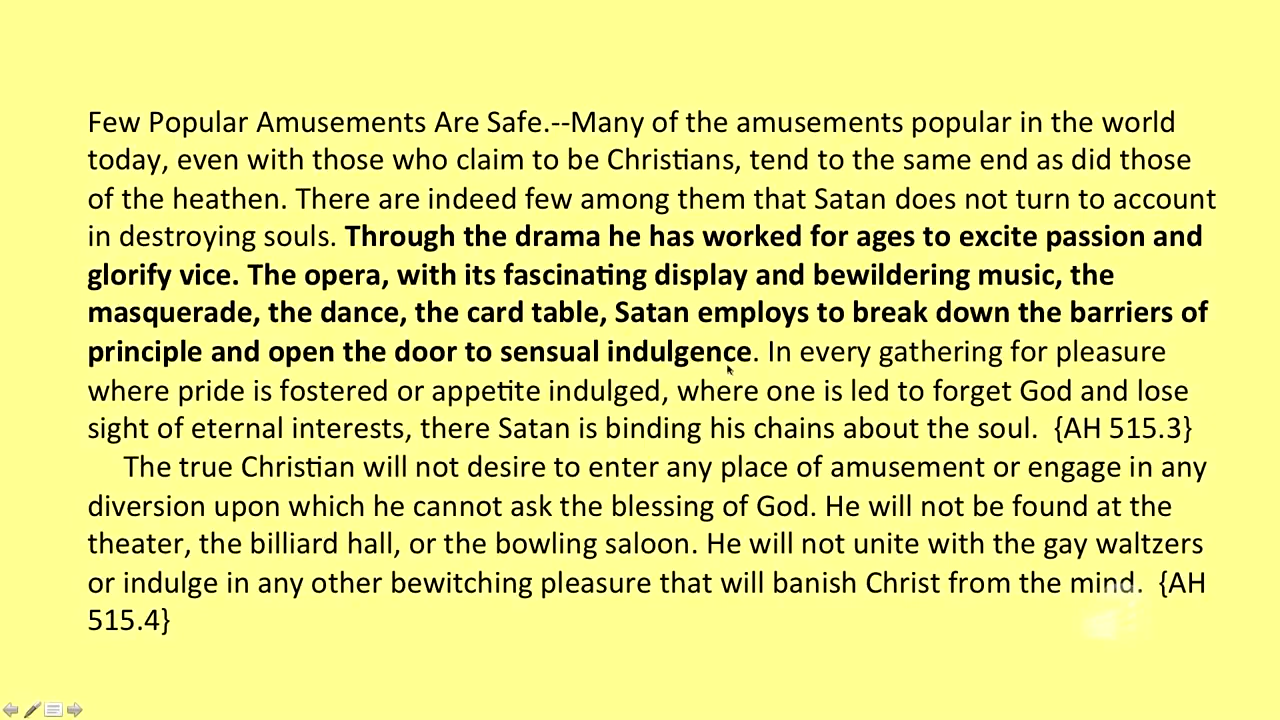 Few Popular Amusements Are Safe.--Many of the amusements popular in the world
today, even with those who claim to be Christians, tend to the same end as did those
of the heathen. There are indeed few among them that Satan does not turn to account
in destroying souls. Through the drama he has worked for ages to excite passion and
glorify vice. The opera, with its fascinating display and bewildering music, the
masquerade, the dance, the card table, Satan employs to break down the barriers of
principle and open the door to sensual indulgence. In every gathering for pleasure
where pride is fostered or appetite indulged, where one is led to forget God and lose
sight of eternal interests, there Satan is binding his chains about the soul.  {AH 515.3}
The true Christian will not desire to enter any place of amusement or engage in any
diversion upon which he cannot ask the blessing of God. He will not be found at the
theater, the billiard hall, or the bowling saloon. He will not unite with the gay waltzers
or indulge in any other bewitching pleasure that will banish Christ from the mind.  {AH
515.4}